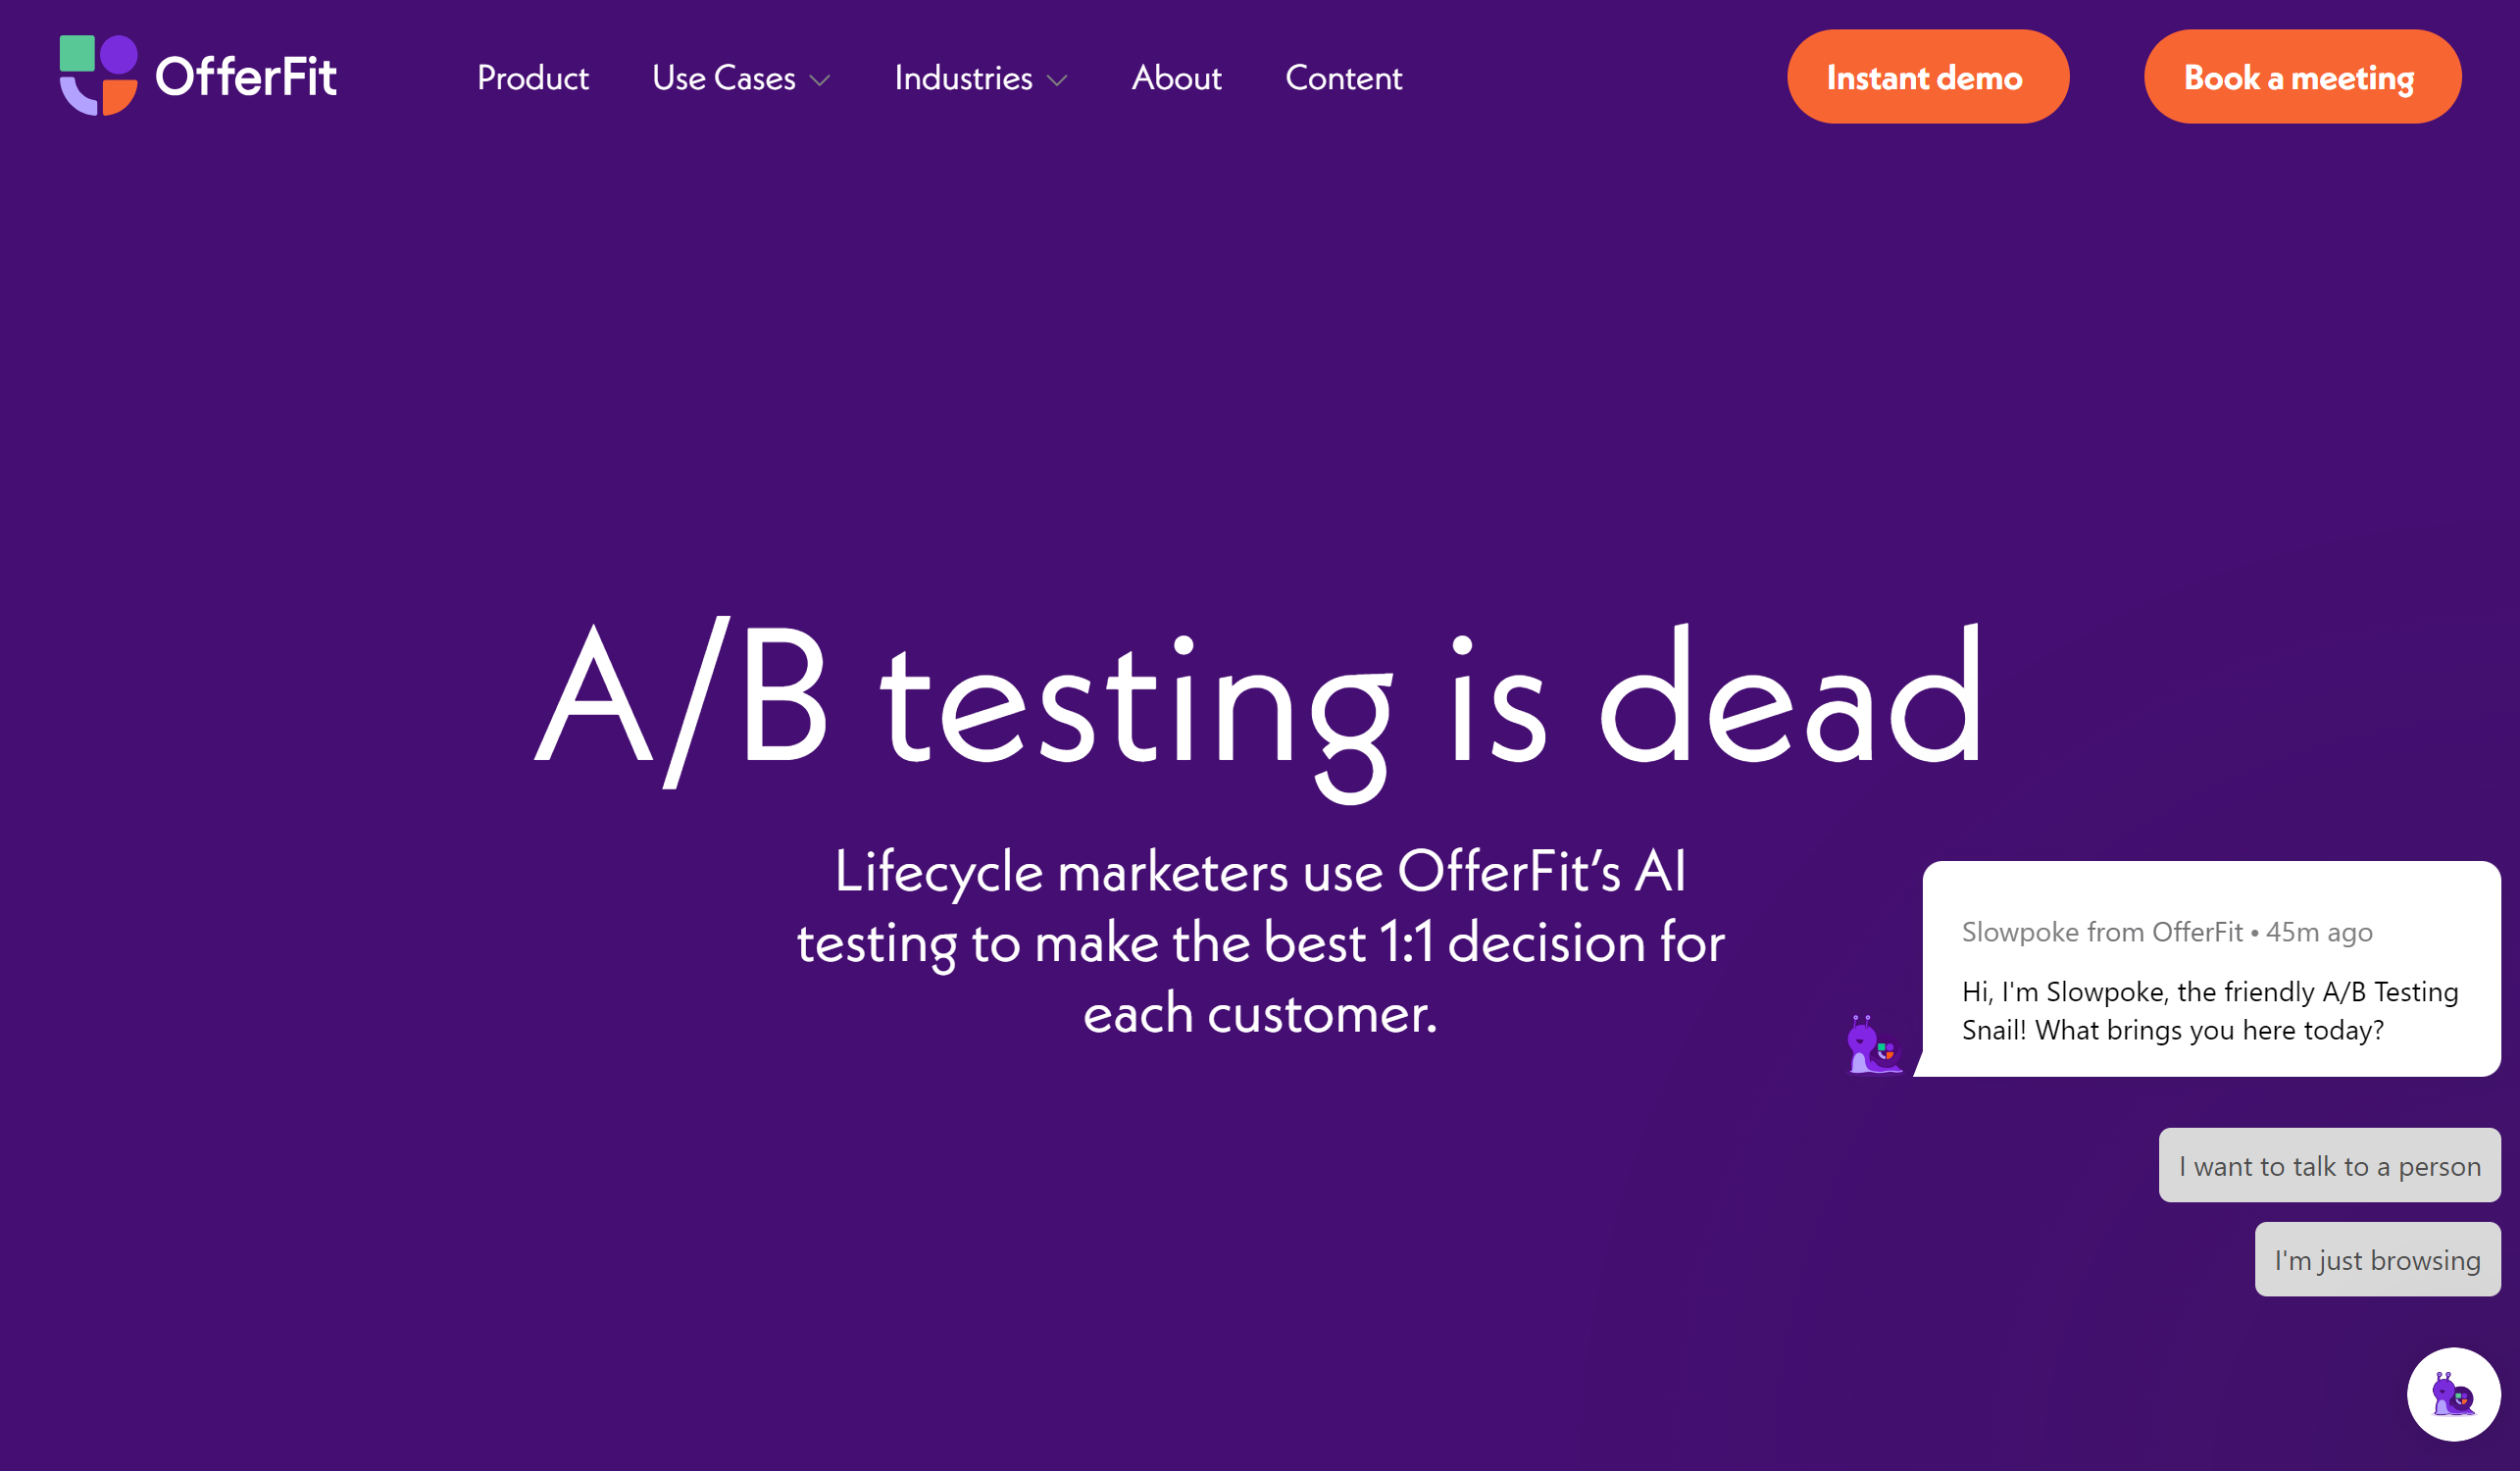 OfferFit
Product
Use Cases
Industries
About
Content
Instant demo
Book a meeting
A/B testing is dead
Lifecycle marketers use OfferFit’s AI
testing to make the best 1:1 decision for
each customer.
Slowpoke from OfferFit • 45m ago
Hi, I'm Slowpoke, the friendly A/B Testing
Snail! What brings you here today?
I want to talk to a person
I'm just browsing